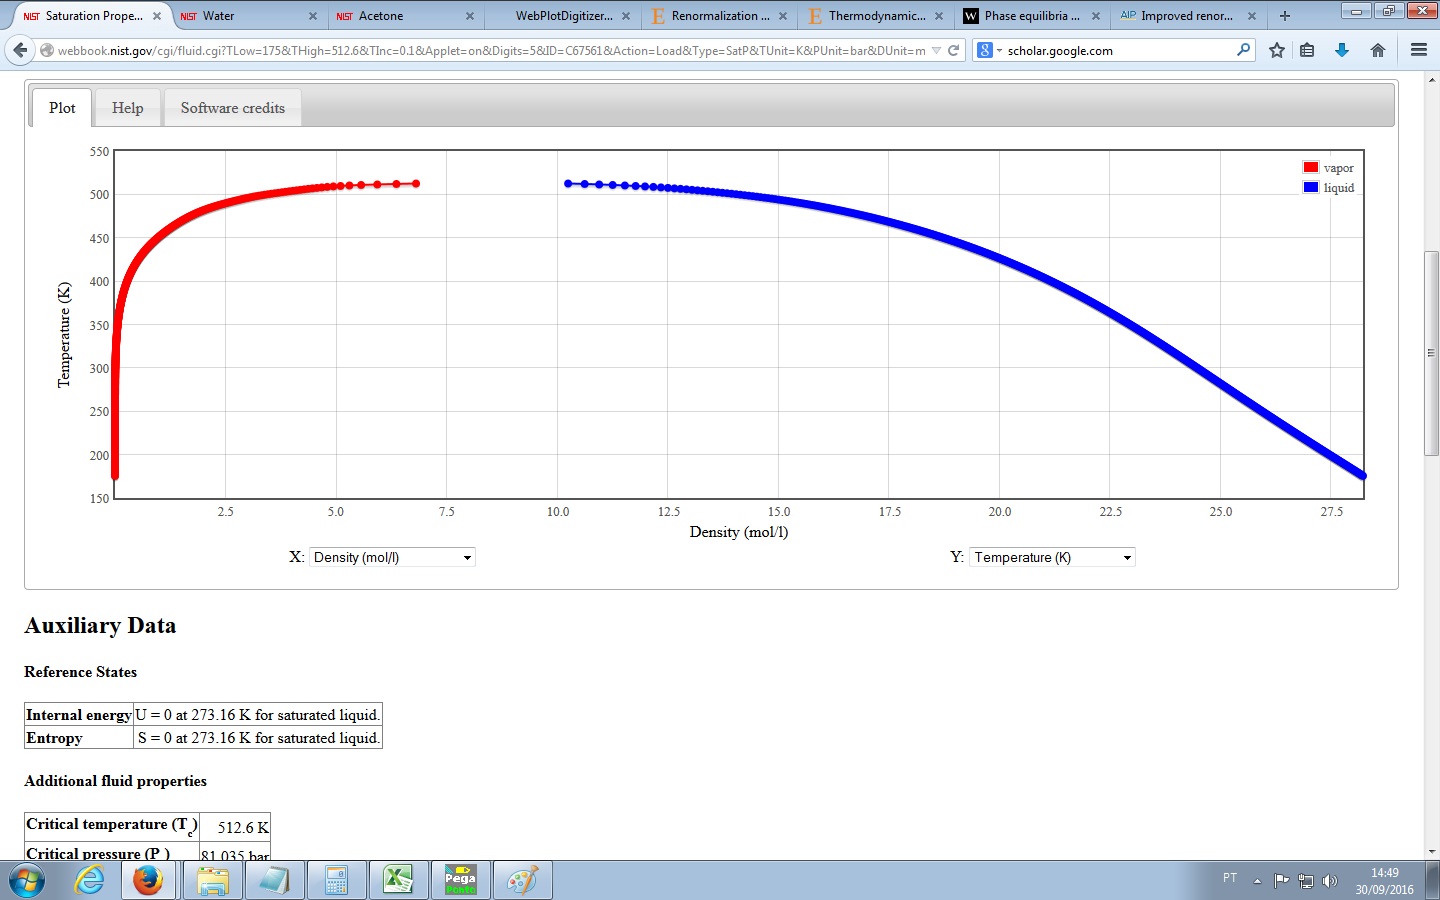 NIST Saturation Prope...
NIST Water
NIST Acetone
WebPlotDigitizer...
E Renormalization ...
E Thermodynamic...
W Phase equilibria ...
AIP Improved renor...
webbook.nist.gov/cgi/fluid.cgi?TLow=175&THigh=512.6&TInc=0.1&Applet=on&Digits=5&ID=C67561&Action=Load&Type=SatP&TUnit=K&PUnit=bar&DUnit=m
8 scholar.google.com
Plot Help Software credits
550
500
450
400
350
300
250
200
150
Temperature (K)
vapor
liquid
2.5 5.0 7.5 10.0 12.5 15.0 17.5 20.0 22.5 25.0 27.5
Density (mol/l)
X: Density (mol/l)
Y: Temperature (K)
Auxiliary Data
Reference States
Internal energy U = 0 at 273.16 K for saturated liquid.
Entropy S = 0 at 273.16 K for saturated liquid.
Additional fluid properties
Critical temperature (Tc) 512.6 K
Critical pressure (P ) 81.035 bar
Pega
Ponto
PT
14:49
30/09/2016